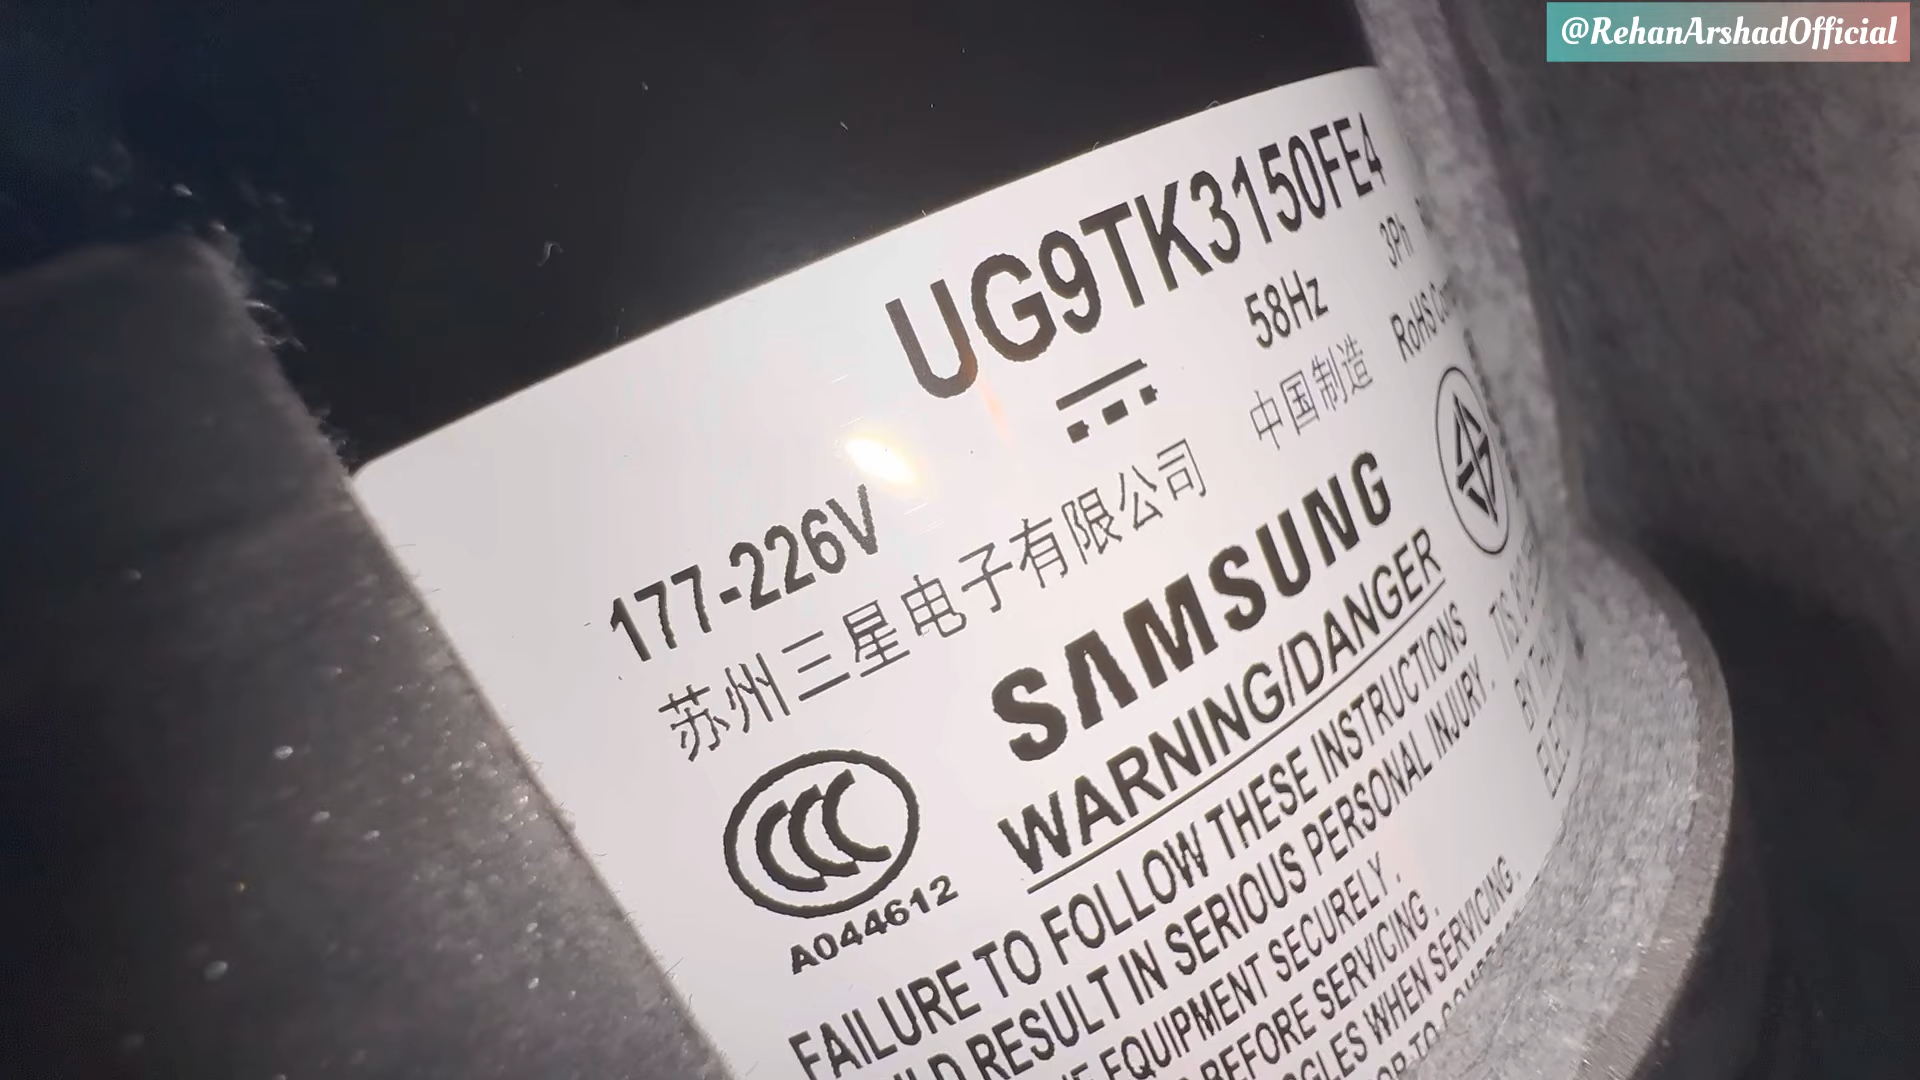 @RehanArshadOfficial
UG9TK3150FE4
177-226V
58Hz
3Ph
苏州三星电子有限公司
中国制造
RoHS
SAMSUNG
A044612
WARNING/DANGER
FAILURE TO FOLLOW THESE INSTRUCTIONS
RESULT IN SERIOUS PERSONAL INJURY.
EQUIPMENT SECURELY.
BEFORE SERVICING.
WHEN SERVICING.